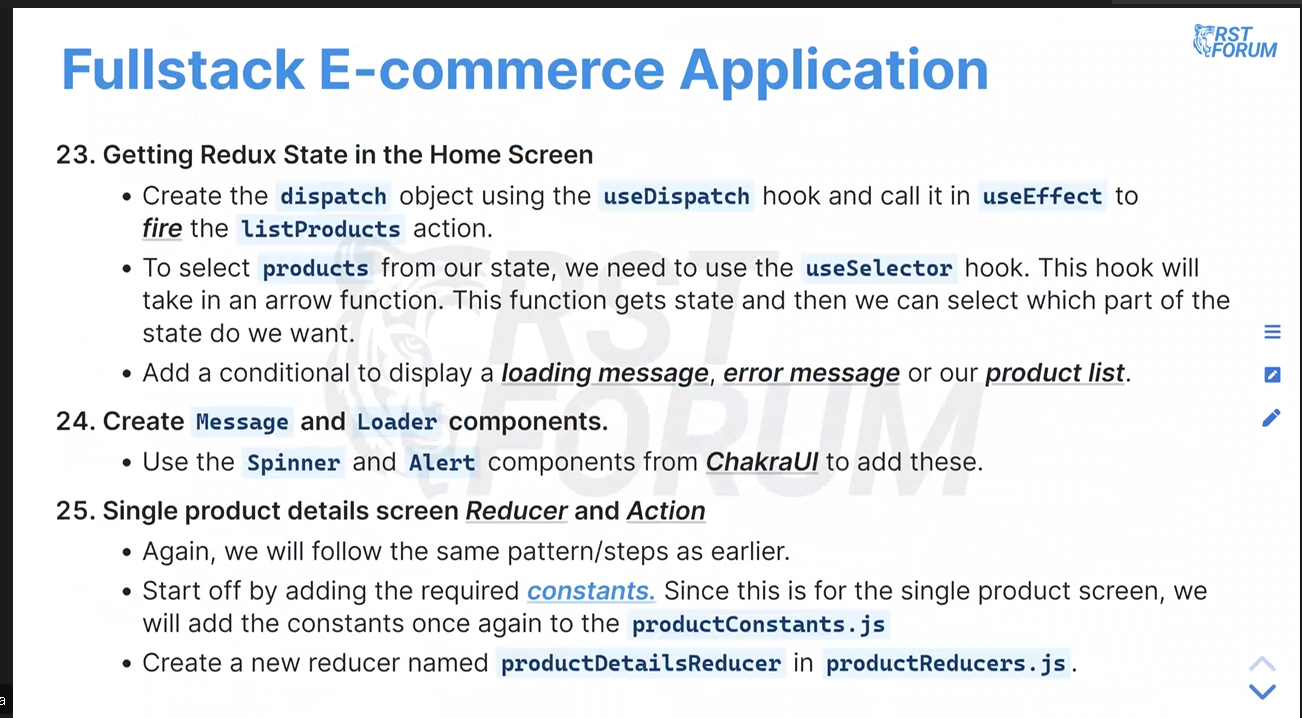 RST
FORUM
Fullstack E-commerce Application
23. Getting Redux State in the Home Screen
• Create the dispatch object using the useDispatch hook and call it in useEffect to
fire the listProducts action.
• To select products from our state, we need to use the useSelector hook. This hook will
take in an arrow function. This function gets state and then we can select which part of the
state do we want.
• Add a conditional to display a loading message, error message or our product list.
24. Create Message and Loader components.
• Use the Spinner and Alert components from ChakraUI to add these.
25. Single product details screen Reducer and Action
• Again, we will follow the same pattern/steps as earlier.
• Start off by adding the required constants. Since this is for the single product screen, we
will add the constants once again to the productConstants.js
• Create a new reducer named productDetailsReducer in productReducers.js.
RST
FORUM
a